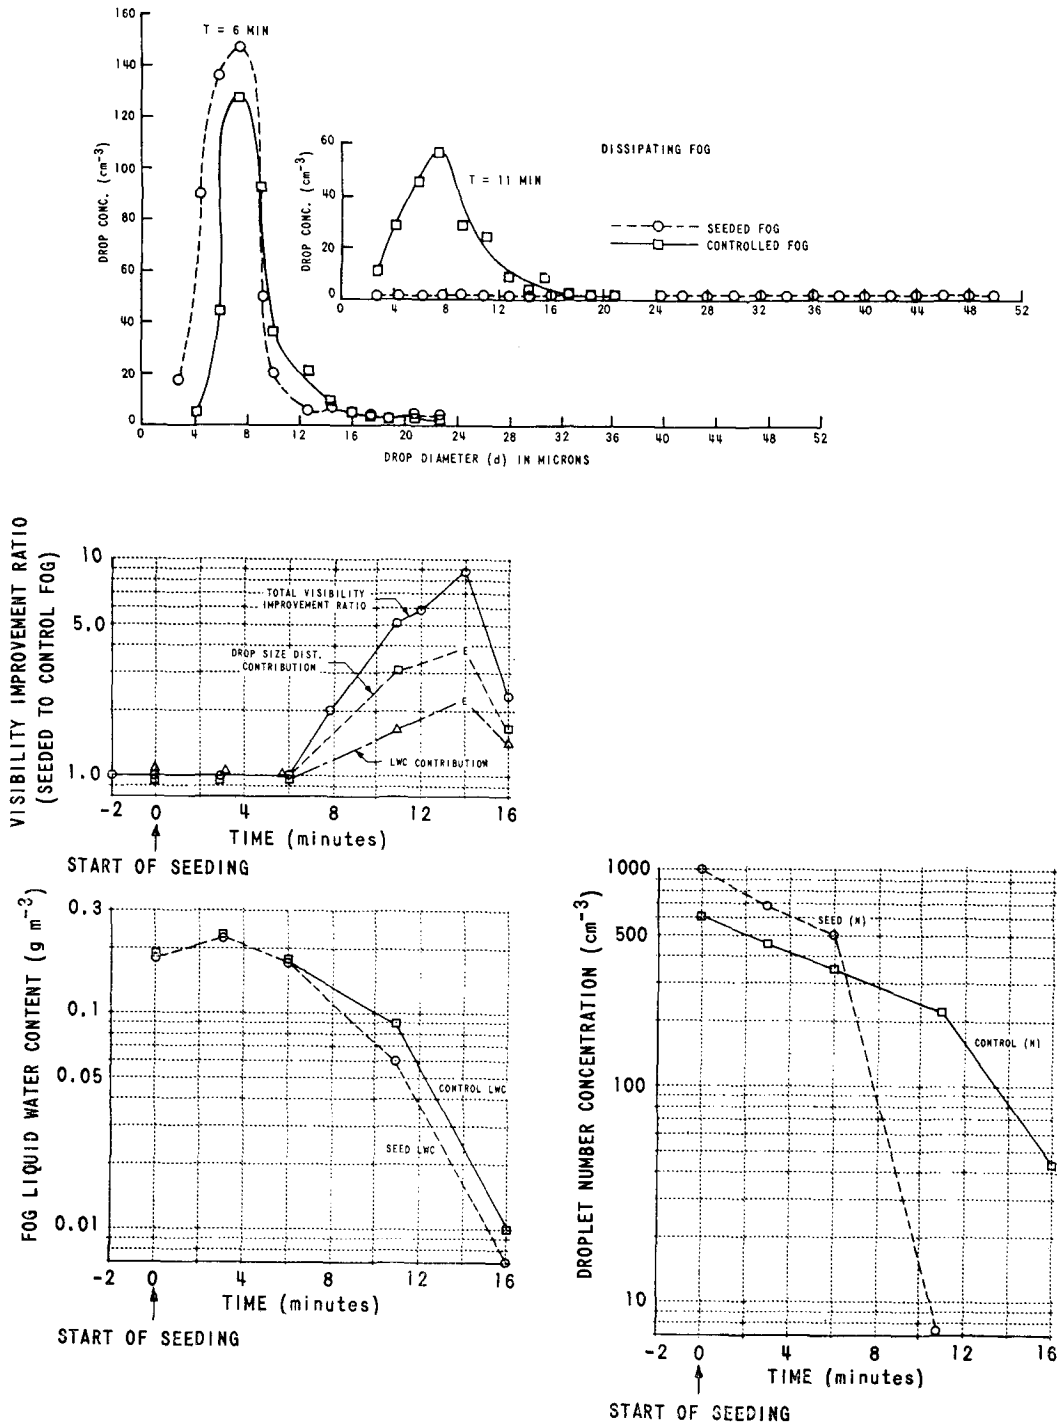 160
140
120
100
80
60
40
20
0
DROP CONC. (cm-3)
T = 6 MIN
60
40
20
0
DROP CONC. (cm-3)
T = 11 MIN
DISSIPATING FOG
SEEDED FOG
CONTROLLED FOG
4 8 12 16 20 21 24 26 28 32 36 40 44 48 52
0 4 8 12 16 20 24 28 32 36 40 44 48 52
DROP DIAMETER (d) IN MICRONS
VISIBILITY IMPROVEMENT RATIO
(SEEDED TO CONTROL FOG)
10
5.0
1.0
TOTAL VISIBILITY
IMPROVEMENT RATIO
DROP SIZE DIST.
CONTRIBUTION
E
E
LWC CONTRIBUTION
-2 0 4 8 12 16
TIME (minutes)
START OF SEEDING
FOG LIQUID WATER CONTENT (g m-3)
0.3
0.1
0.05
0.01
CONTROL LWC
SEED LWC
-2 0 4 8 12 16
TIME (minutes)
START OF SEEDING
DROPLET NUMBER CONCENTRATION (cm-3)
1000
500
100
10
SEED (N)
CONTROL (N)
-2 0 4 8 12 16
TIME (minutes)
START OF SEEDING